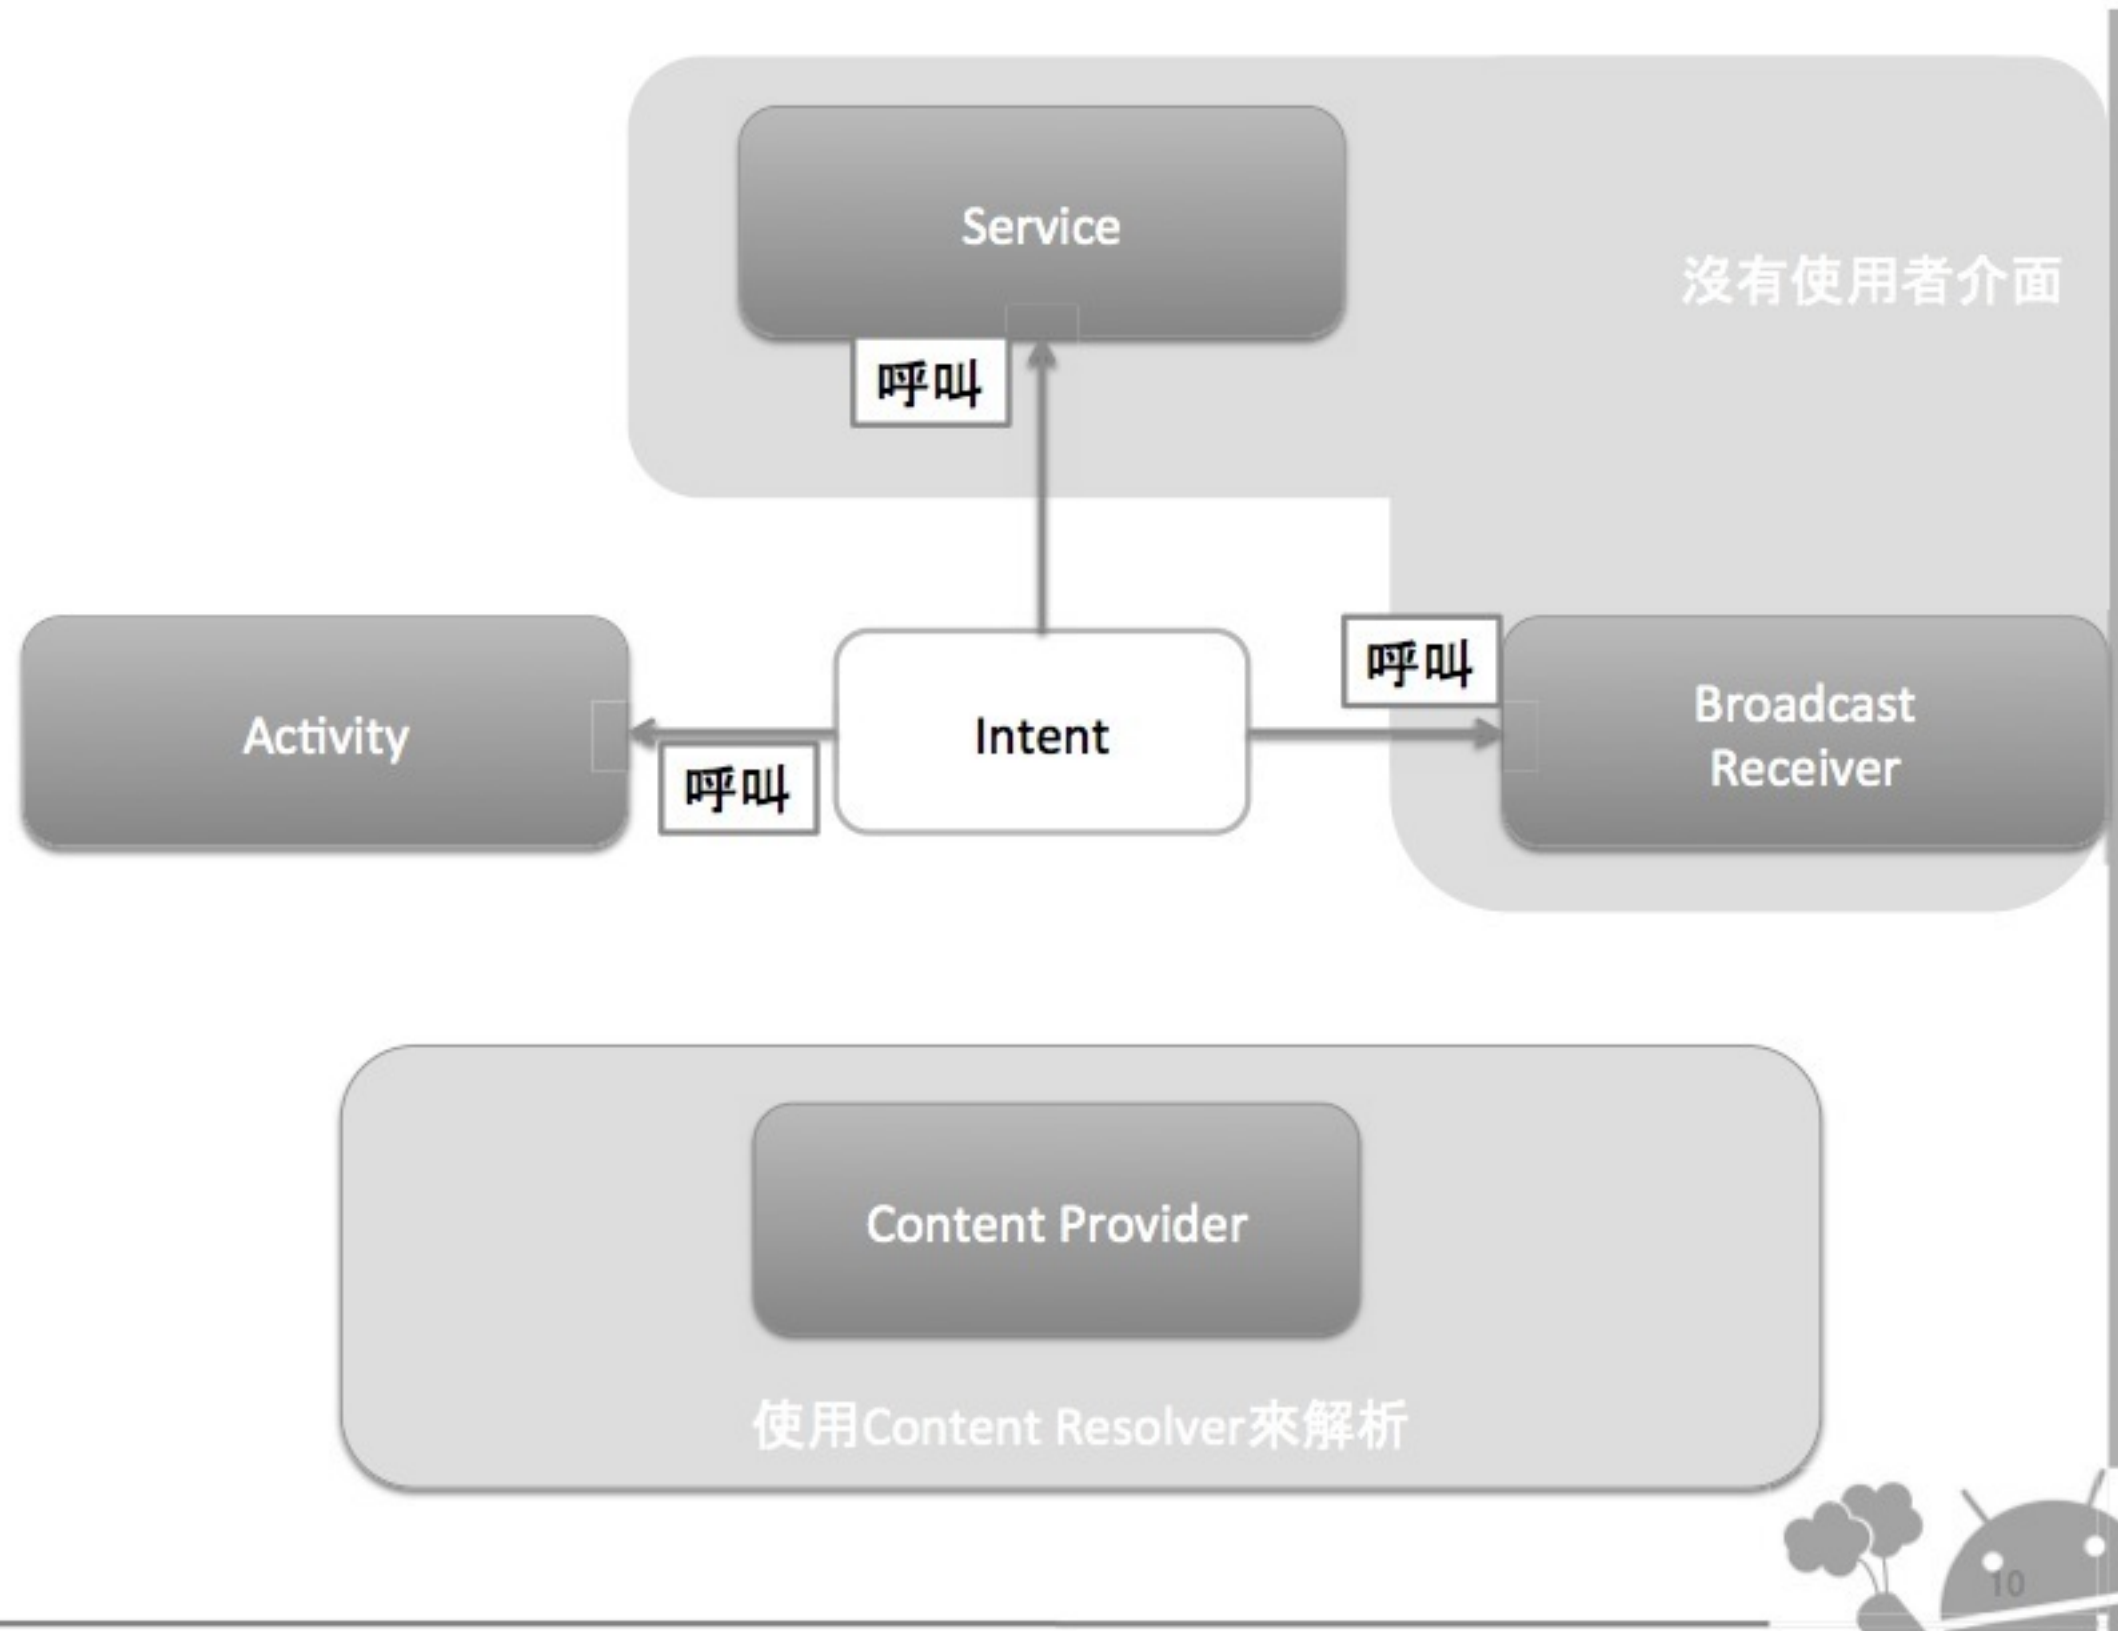 Service
沒有使用者介面
呼叫
呼叫
Activity
Intent
Broadcast
Receiver
呼叫
Content Provider
使用Content Resolver來解析
10